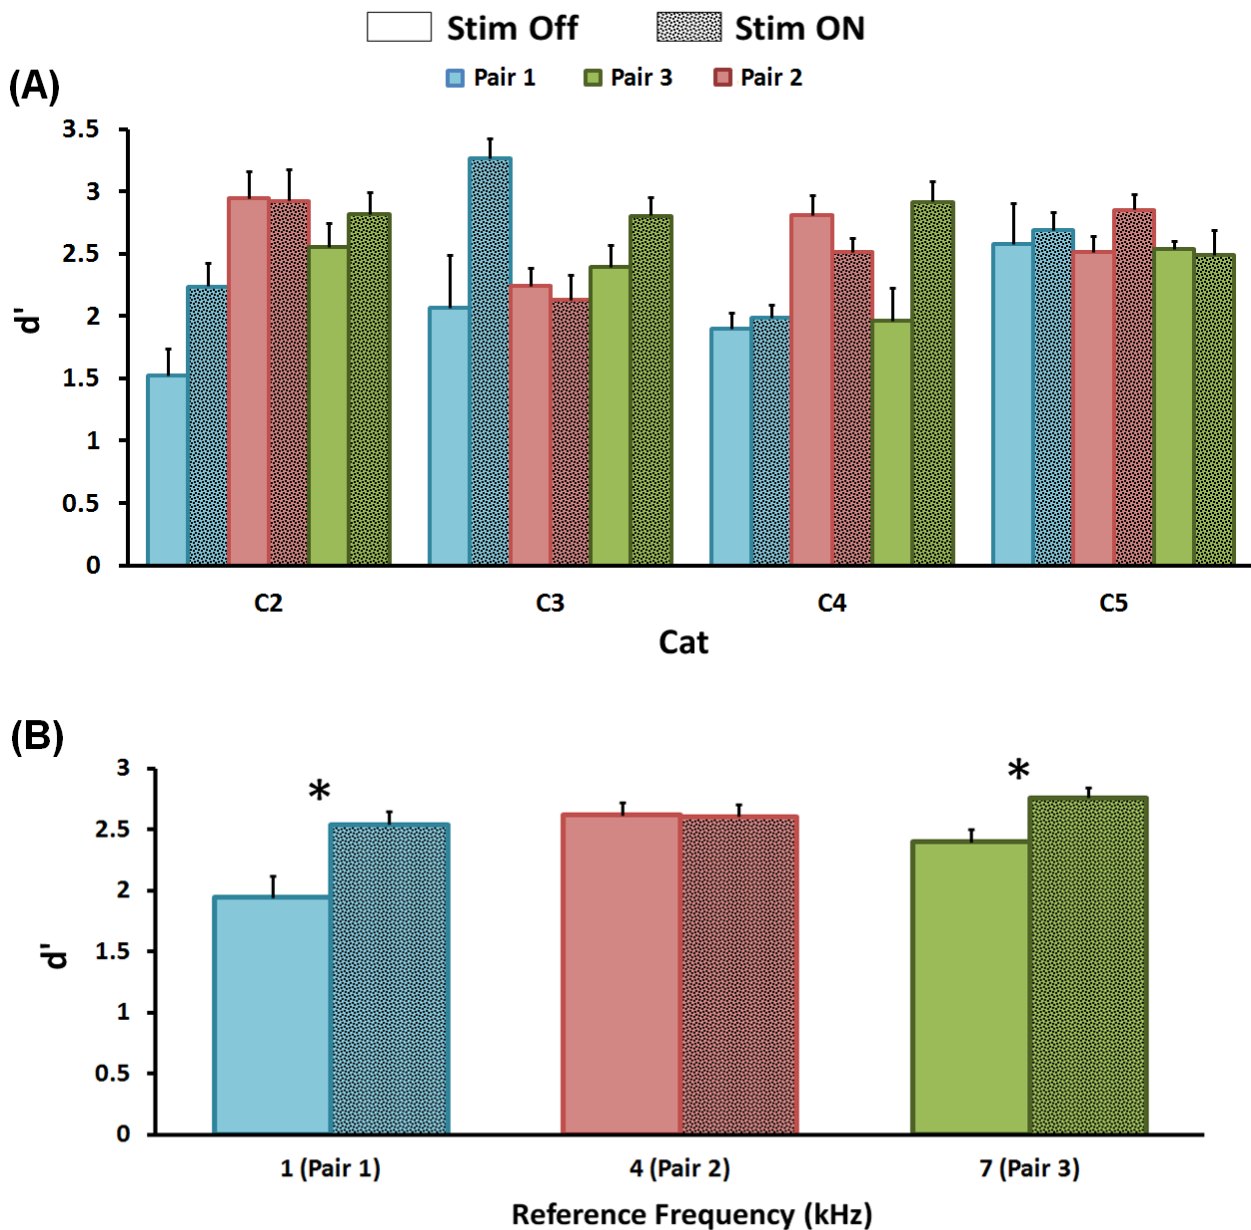 Stim Off Stim ON
Pair 1 Pair 3 Pair 2
(A)
3.5
3
2.5
2
1.5
1
0.5
0
d'
C2 C3 C4 C5
Cat
(B)
3
2.5
2
1.5
1
0.5
0
d'
* *
1 (Pair 1) 4 (Pair 2) 7 (Pair 3)
Reference Frequency (kHz)